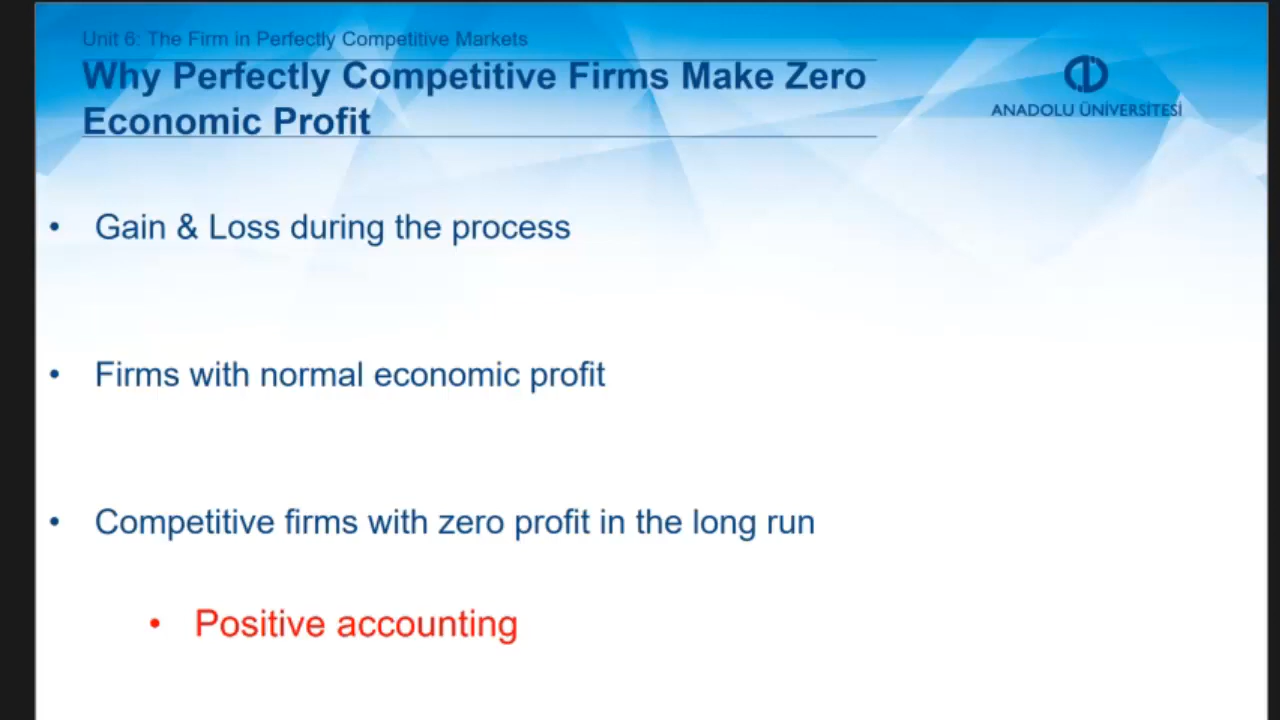 Unit 6: The Firm in Perfectly Competitive Markets
Why Perfectly Competitive Firms Make Zero
Economic Profit
ANADOLU ÜNİVERSİTESİ
• Gain & Loss during the process
• Firms with normal economic profit
• Competitive firms with zero profit in the long run
• Positive accounting